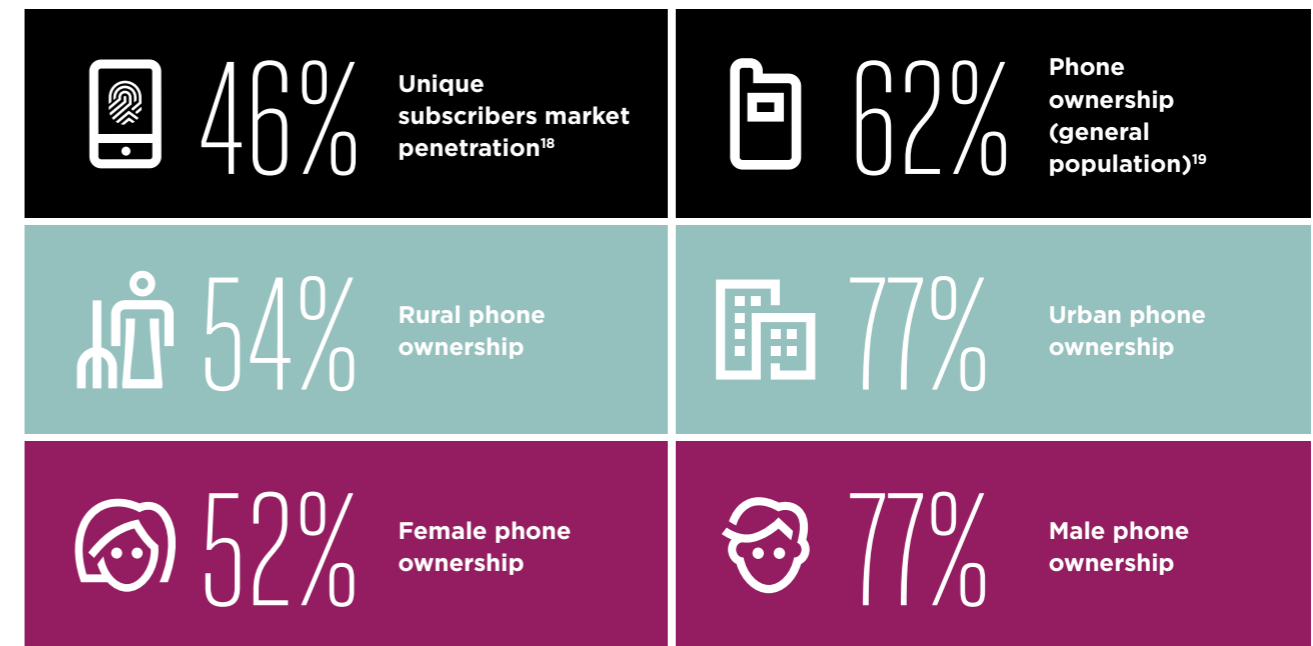 46%
Unique
subscribers market
penetration18
62%
Phone
ownership
(general
population)19
54%
Rural phone
ownership
77%
Urban phone
ownership
52%
Female phone
ownership
77%
Male phone
ownership